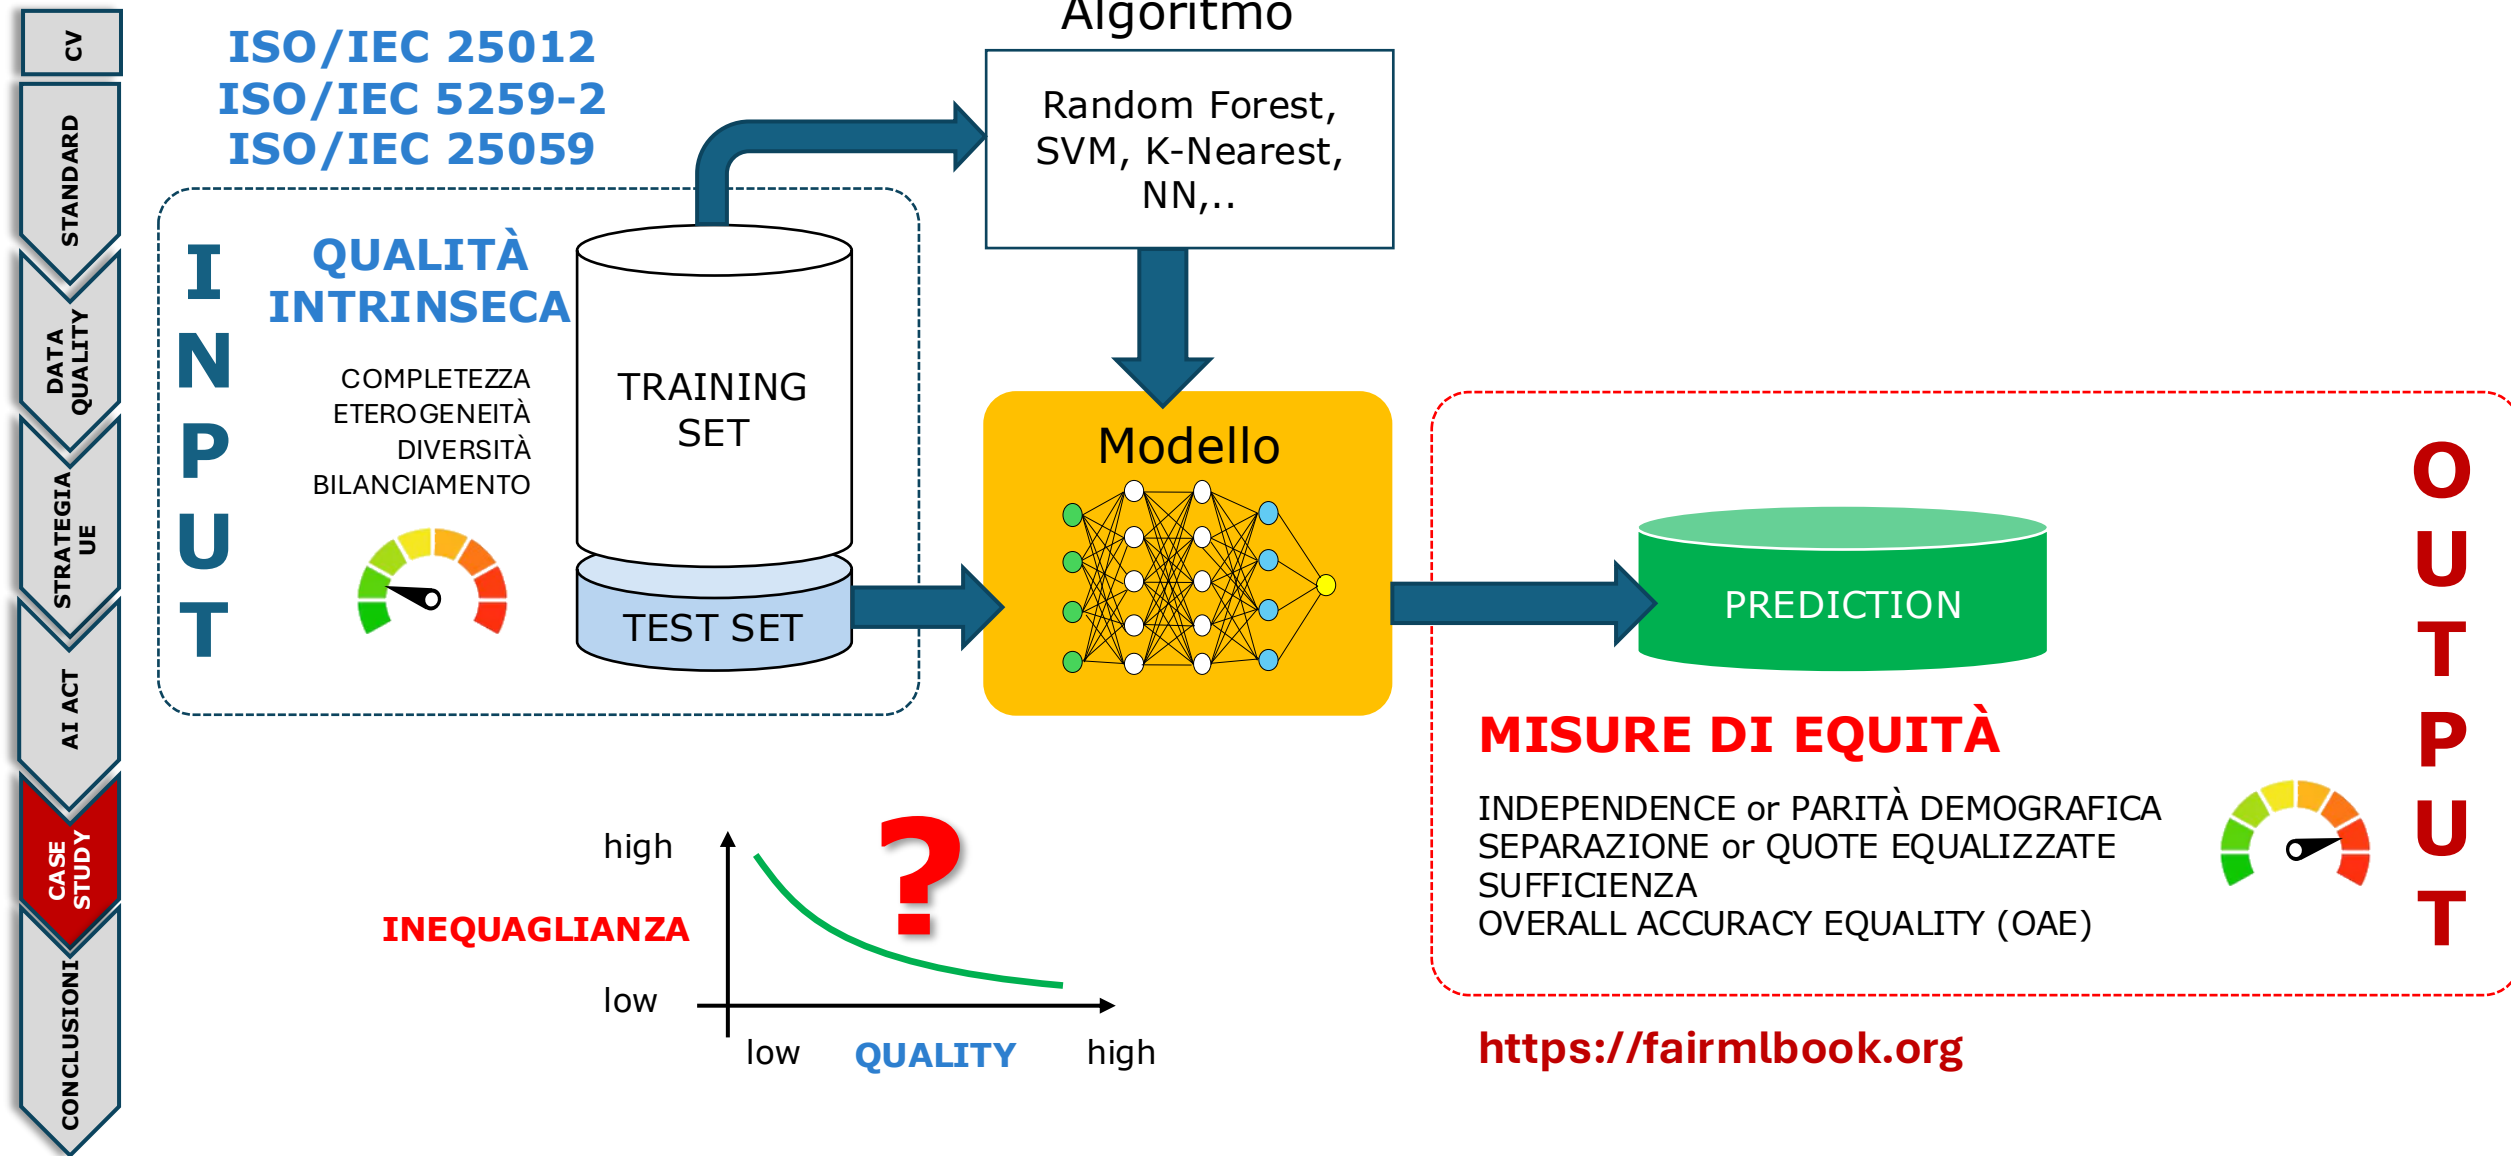 CV
STANDARD
DATA
QUALITY
STRATEGIA
UE
AI ACT
CASE
STUDY
CONCLUSIONI
ISO/IEC 25012
ISO/IEC 5259-2
ISO/IEC 25059
INPUT
QUALITÀ
INTRINSECA
COMPLETEZZA
ETEROGENEITÀ
DIVERSITÀ
BILANCIAMENTO
TRAINING
SET
TEST SET
Algoritmo
Random Forest,
SVM, K-Nearest,
NN,..
Modello
PREDICTION
OUTPUT
MISURE DI EQUITÀ
INDEPENDENCE or PARITÀ DEMOGRAFICA
SEPARAZIONE or QUOTE EQUALIZZATE
SUFFICIENZA
OVERALL ACCURACY EQUALITY (OAE)
https://fairmlbook.org
high
?
INEQUAGLIANZA
low
low
QUALITY
high